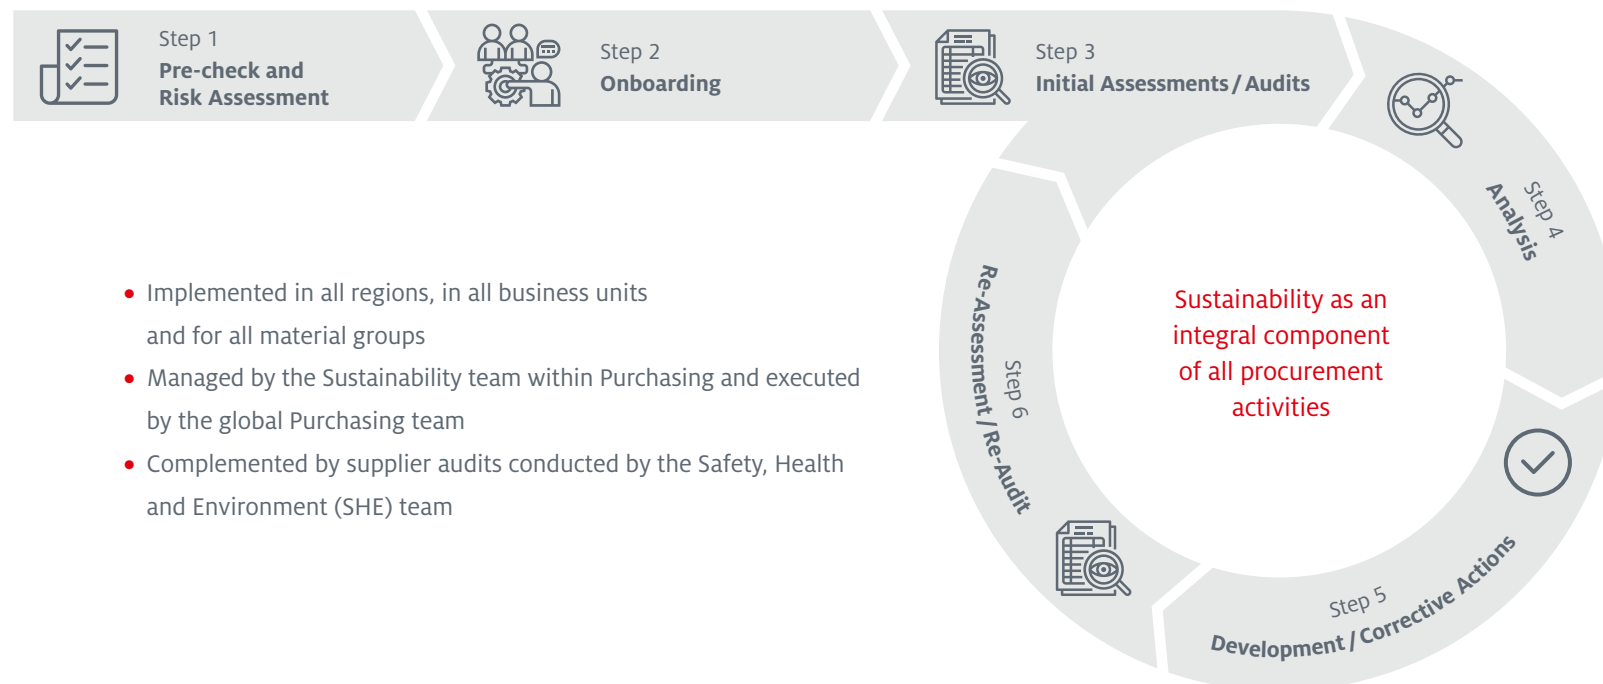 Step 1
Pre-check and
Risk Assessment
Step 2
Onboarding
Step 3
Initial Assessments / Audits
Step 4
Analysis
Step 5
Development / Corrective Actions
Step 6
Re-Assessment / Re-Audit
Sustainability as an
integral component
of all procurement
activities
• Implemented in all regions, in all business units
and for all material groups
• Managed by the Sustainability team within Purchasing and executed
by the global Purchasing team
• Complemented by supplier audits conducted by the Safety, Health
and Environment (SHE) team